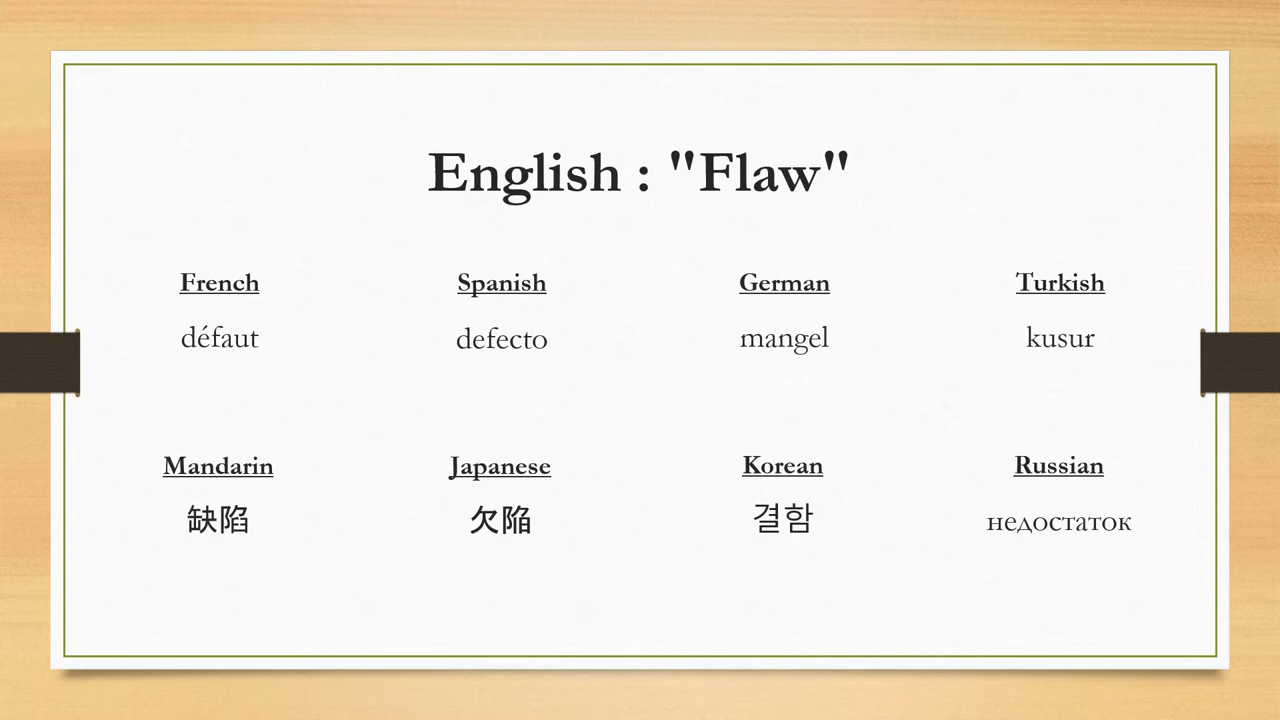 English : "Flaw"
French
défaut
Spanish
defecto
German
mangel
Turkish
kusur
Mandarin
缺陷
Japanese
欠陥
Korean
결함
Russian
недостаток